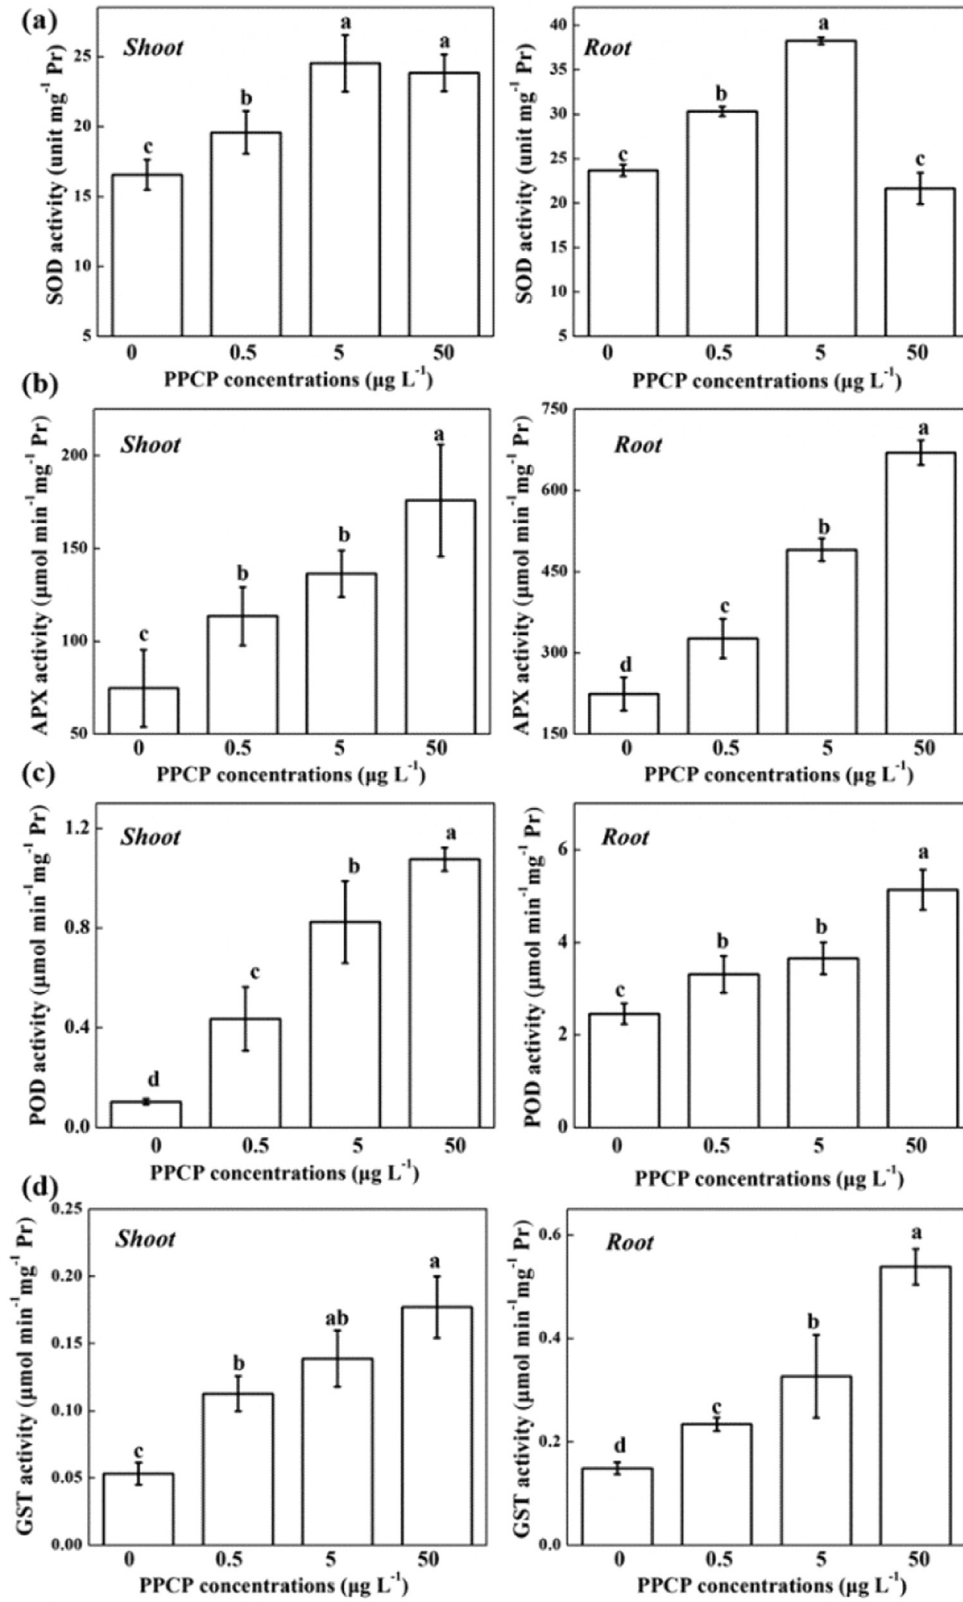 (a)
Shoot
SOD activity (unit mg⁻¹ Pr)
25
20
15
10
5
c
b
a
a
0 0.5 5 50
PPCP concentrations (µg L⁻¹)
Root
SOD activity (unit mg⁻¹ Pr)
40
35
30
25
20
15
10
5
c
b
a
c
0 0.5 5 50
PPCP concentrations (µg L⁻¹)
(b)
Shoot
APX activity (µmol min⁻¹mg⁻¹ Pr)
200
150
100
50
c
b
b
a
0 0.5 5 50
PPCP concentrations (µg L⁻¹)
Root
APX activity (µmol min⁻¹mg⁻¹ Pr)
750
600
450
300
150
d
c
b
a
0 0.5 5 50
PPCP concentrations (µg L⁻¹)
(c)
Shoot
POD activity (µmol min⁻¹mg⁻¹ Pr)
1.2
0.8
0.4
0.0
d
c
b
a
0 0.5 5 50
PPCP concentrations (µg L⁻¹)
Root
POD activity (µmol min⁻¹mg⁻¹ Pr)
6
4
2
0
c
b
b
a
0 0.5 5 50
PPCP concentrations (µg L⁻¹)
(d)
Shoot
GST activity (µmol min⁻¹mg⁻¹ Pr)
0.25
0.20
0.15
0.10
0.05
0.00
c
b
ab
a
0 0.5 5 50
PPCP concentrations (µg L⁻¹)
Root
GST activity (µmol min⁻¹mg⁻¹ Pr)
0.6
0.4
0.2
0.0
d
c
b
a
0 0.5 5 50
PPCP concentrations (µg L⁻¹)